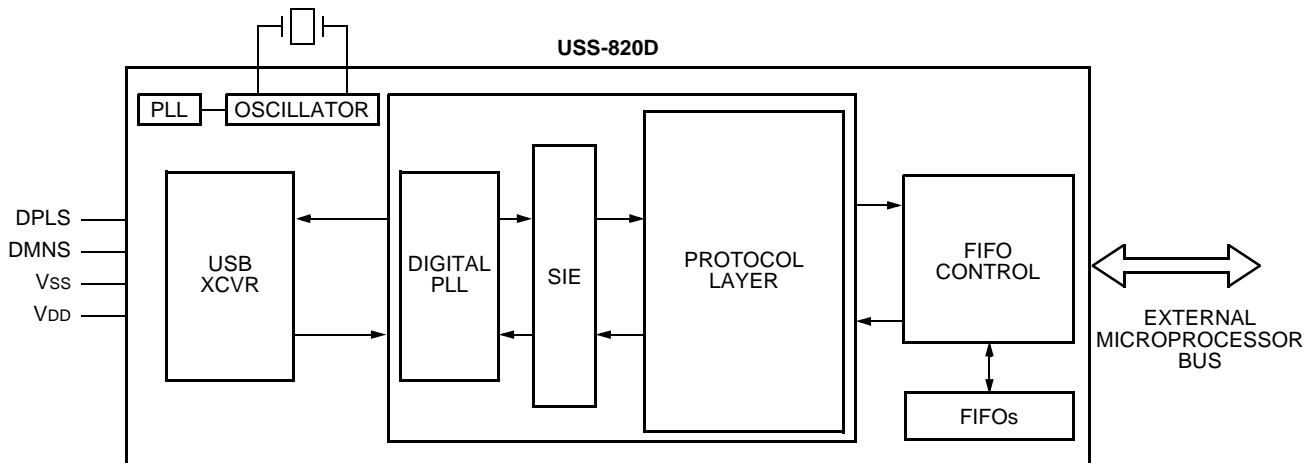 USS-820D
PLL
OSCILLATOR
DPLS
DMNS
VSS
VDD
USB
XCVR
DIGITAL
PLL
SIE
PROTOCOL
LAYER
FIFO
CONTROL
FIFOs
EXTERNAL
MICROPROCESSOR
BUS